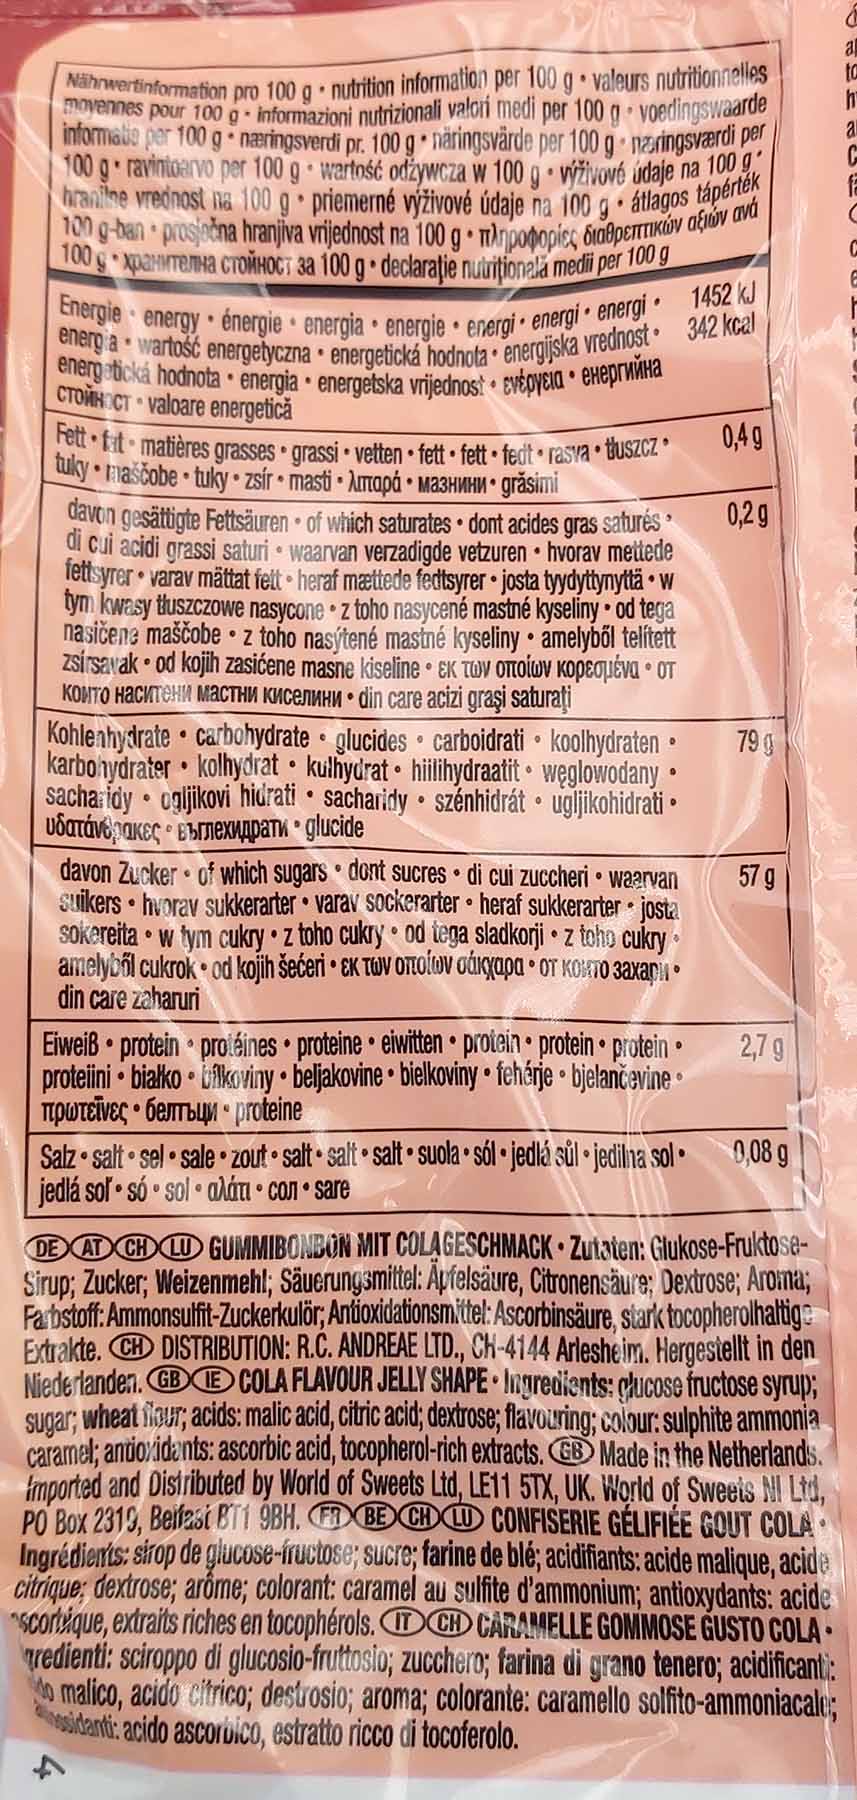 Nährwertinformation pro 100 g • nutrition information per 100 g • valeurs nutritionnelles
moyennes pour 100 g • informazioni nutrizionali valori medi per 100 g • voedingswaarde
informatie per 100 g • næringsverdi pr. 100 g • näringsvärde per 100 g • næringsværdi per
100 g • ravintoarvo per 100 g • wartość odżywcza w 100 g • výživové údaje na 100 g •
hranilne vrednost na 100 g • priemerné výživové údaje na 100 g • átlagos tápérték
100 g-ban • prosječna hranjiva vrijednost na 100 g • πληροφορίες διαθρεπτικών αξιών ανά
100 g • хранителна стойност за 100 g • declarație nutrițională medii per 100 g
Energie • energy • énergie • energia • energie • energi • energi • energi • 1452 kJ
energia • wartość energetyczna • energetická hodnota • energijska vrednost • 342 kcal
energetická hodnota • energia • energetska vrijednost • ενέργεια • енергийна
стойност • valoare energetică
Fett • fat • matières grasses • grassi • vetten • fett • fett • fedt • rasva • tłuszcz • 0,4 g
tuky • maščobe • tuky • zsír • masti • λιπαρά • мазнини • grăsimi
davon gesättigte Fettsäuren • of which saturates • dont acides gras saturés • 0,2 g
di cui acidi grassi saturi • waarvan verzadigde vetzuren • hvorav mettede
fettsyrer • varav mättat fett • heraf mættede fedtsyrer • josta tyydyttynyttä • w
tym kwasy tłuszczowe nasycone • z toho nasycené mastné kyseliny • od tega
nasičene maščobe • z toho nasýtené mastné kyseliny • amelyből telített
zsírsavak • od kojih zasićene masne kiseline • εκ των οποίων κορεσμένα • от
които наситени мастни киселини • din care acizi grași saturați
Kohlenhydrate • carbohydrate • glucides • carboidrati • koolhydraten • 79 g
karbohydrater • kolhydrat • kulhydrat • hiilihydraatit • węglowodany •
sacharidy • ogljikovi hidrati • sacharidy • szénhidrát • ugljikohidrati •
υδατάνθρακες • въглехидрати • glucide
davon Zucker • of which sugars • dont sucres • di cui zuccheri • waarvan 57 g
suikers • hvorav sukkerarter • varav sockerarter • heraf sukkerarter • josta
sokereita • w tym cukry • z toho cukry • od tega sladkorji • z toho cukry •
amelyből cukrok • od kojih šećeri • εκ των οποίων σάκχαρα • от които захари •
din care zaharuri
Eiweiß • protein • protéines • proteine • eiwitten • protein • protein • protein • 2,7 g
proteiini • białko • bílkoviny • beljakovine • bielkoviny • fehérje • bjelančevine •
πρωτεΐνες • белтъци • proteine
Salz • salt • sel • sale • zout • salt • salt • salt • suola • sól • jedlá sůl • jedilna sol • 0,08 g
jedlá soľ • só • sol • αλάτι • сол • sare
DE AT CH LU GUMMIBONBON MIT COLAGESCHMACK • Zutaten: Glukose-Fruktose-
Sirup; Zucker; Weizenmehl; Säuerungsmittel: Äpfelsäure, Citronensäure; Dextrose; Aroma;
Farbstoff: Ammonsulfit-Zuckerkulör; Antioxidationsmittel: Ascorbinsäure, stark tocopherolhaltige
Extrakte. CH DISTRIBUTION: R.C. ANDREAE LTD., CH-4144 Arlesheim. Hergestellt in den
Niederlanden. GB IE COLA FLAVOUR JELLY SHAPE • Ingredients: glucose fructose syrup;
sugar; wheat flour; acids: malic acid, citric acid; dextrose; flavouring; colour: sulphite ammonia
caramel; antioxidants: ascorbic acid, tocopherol-rich extracts. GB Made in the Netherlands.
Imported and Distributed by World of Sweets Ltd, LE11 5TX, UK. World of Sweets NI Ltd,
PO Box 2319, Belfast BT1 9BH. FR BE CH LU CONFISERIE GÉLIFIÉE GOUT COLA •
Ingrédients: sirop de glucose-fructose; sucre; farine de blé; acidifiants: acide malique, acide
citrique; dextrose; arôme; colorant: caramel au sulfite d'ammonium; antioxydants: acide
ascorbique, extraits riches en tocophérols. IT CH CARAMELLE GOMMOSE GUSTO COLA •
Ingredienti: sciroppo di glucosio-fruttosio; zucchero; farina di grano tenero; acidificanti:
acido malico, acido citrico; destrosio; aroma; colorante: caramello solfito-ammoniacale;
antiossidanti: acido ascorbico, estratto ricco di tocoferolo.
4